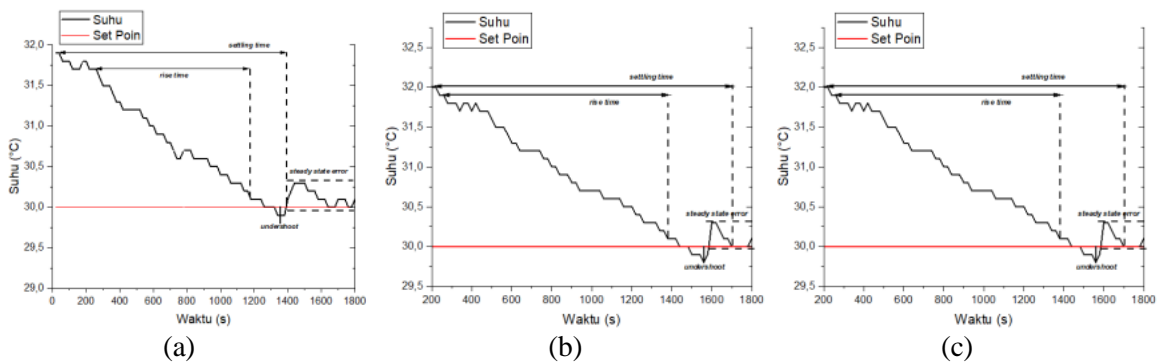 Suhu
Set Poin
32,0
31,5
31,0
30,5
30,0
29,5
29,0
Suhu (°C)
settling time
rise time
steady state error
undershoot
0 200 400 600 800 1000 1200 1400 1600 1800
Waktu (s)
(a)
Suhu
Set Poin
32,5
32,0
31,5
31,0
30,5
30,0
29,5
Suhu (°C)
settling time
rise time
steady state error
undershoot
200 400 600 800 1000 1200 1400 1600 1800
Waktu (s)
(b)
Suhu
Set Poin
32,5
32,0
31,5
31,0
30,5
30,0
29,5
Suhu (°C)
settling time
rise time
steady state error
undershoot
200 400 600 800 1000 1200 1400 1600 1800
Waktu (s)
(c)